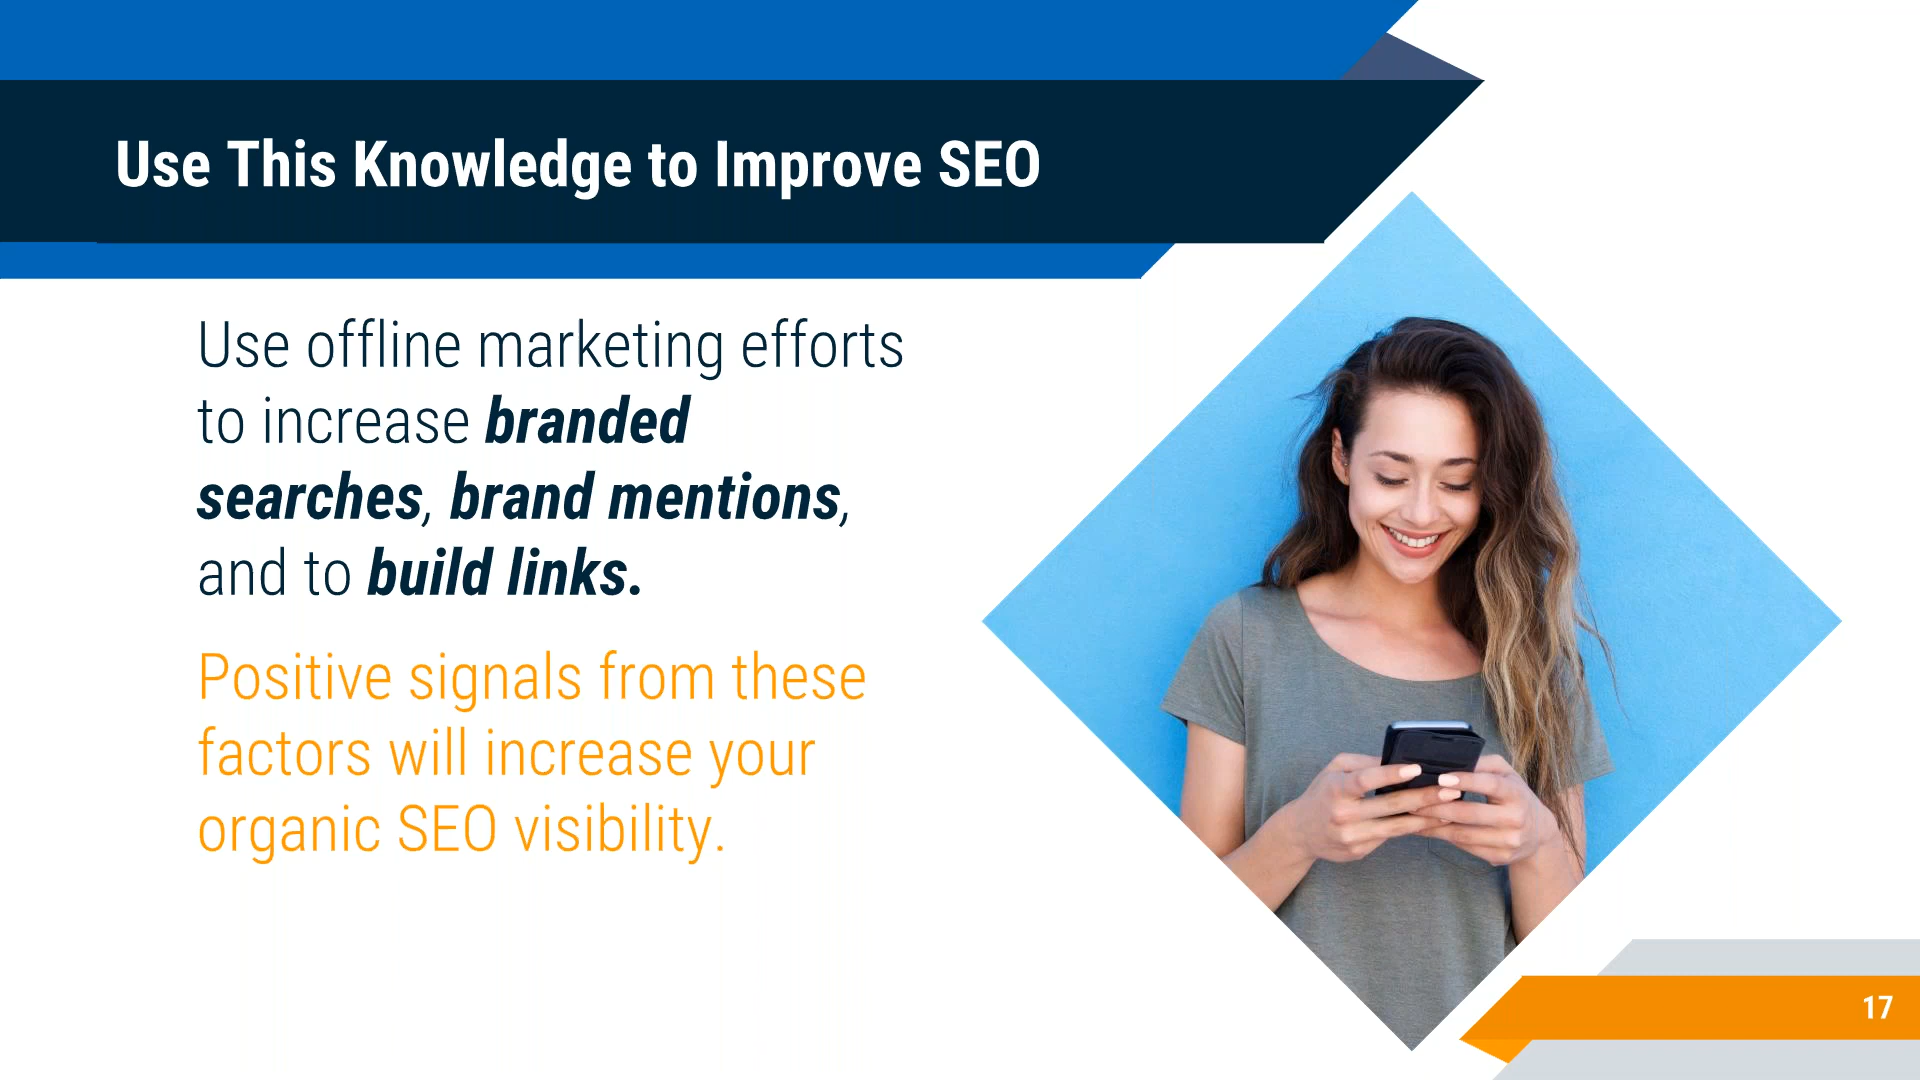 Use This Knowledge to Improve SEO
Use offline marketing efforts
to increase branded
searches, brand mentions,
and to build links.
Positive signals from these
factors will increase your
organic SEO visibility.
17